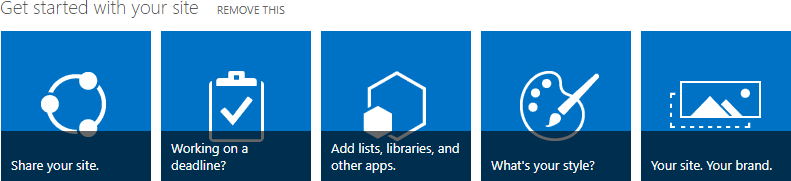 Get started with your site REMOVE THIS
Share your site.
Working on a
deadline?
Add lists, libraries, and
other apps.
What's your style?
Your site. Your brand.